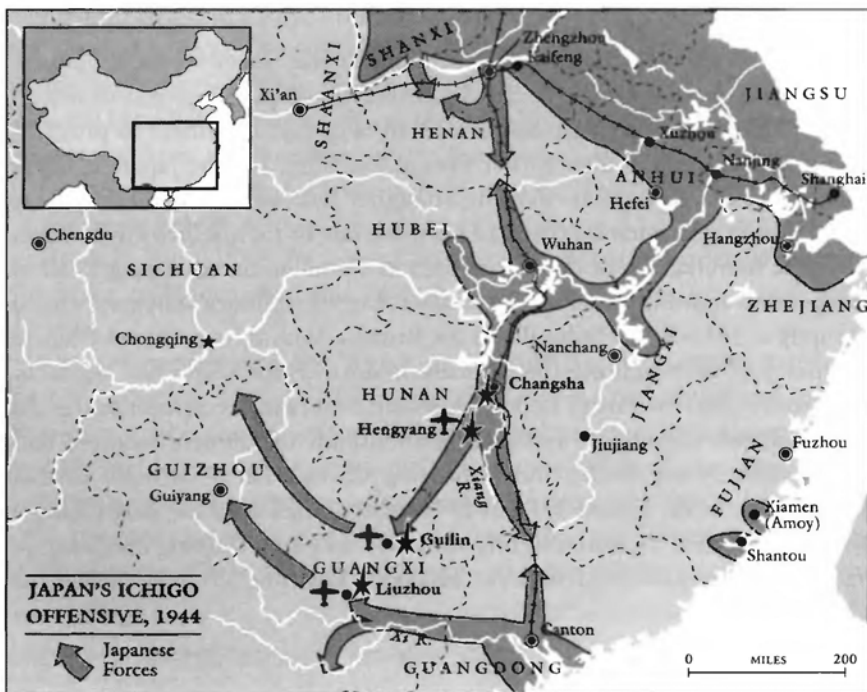 SHANXI
Zhengzhou
Kaifeng
Xi'an
SHAANXI
HENAN
JIANGSU
Xuzhou
Nanjing
ANHUI
Shanghai
Hefei
HUBEI
Hangzhou
Chengdu
Wuhan
SICHUAN
ZHEJIANG
Chongqing
Nanchang
JIANGXI
HUNAN
Changsha
Hengyang
Jiujiang
Fuzhou
Xiang
R.
GUIZHOU
Guiyang
FUJIAN
Xiamen
(Amoy)
Guilin
Shantou
GUANGXI
Liuzhou
JAPAN'S ICHIGO
OFFENSIVE, 1944
Xi R.
Canton
Japanese
Forces
GUANGDONG
0 MILES 200